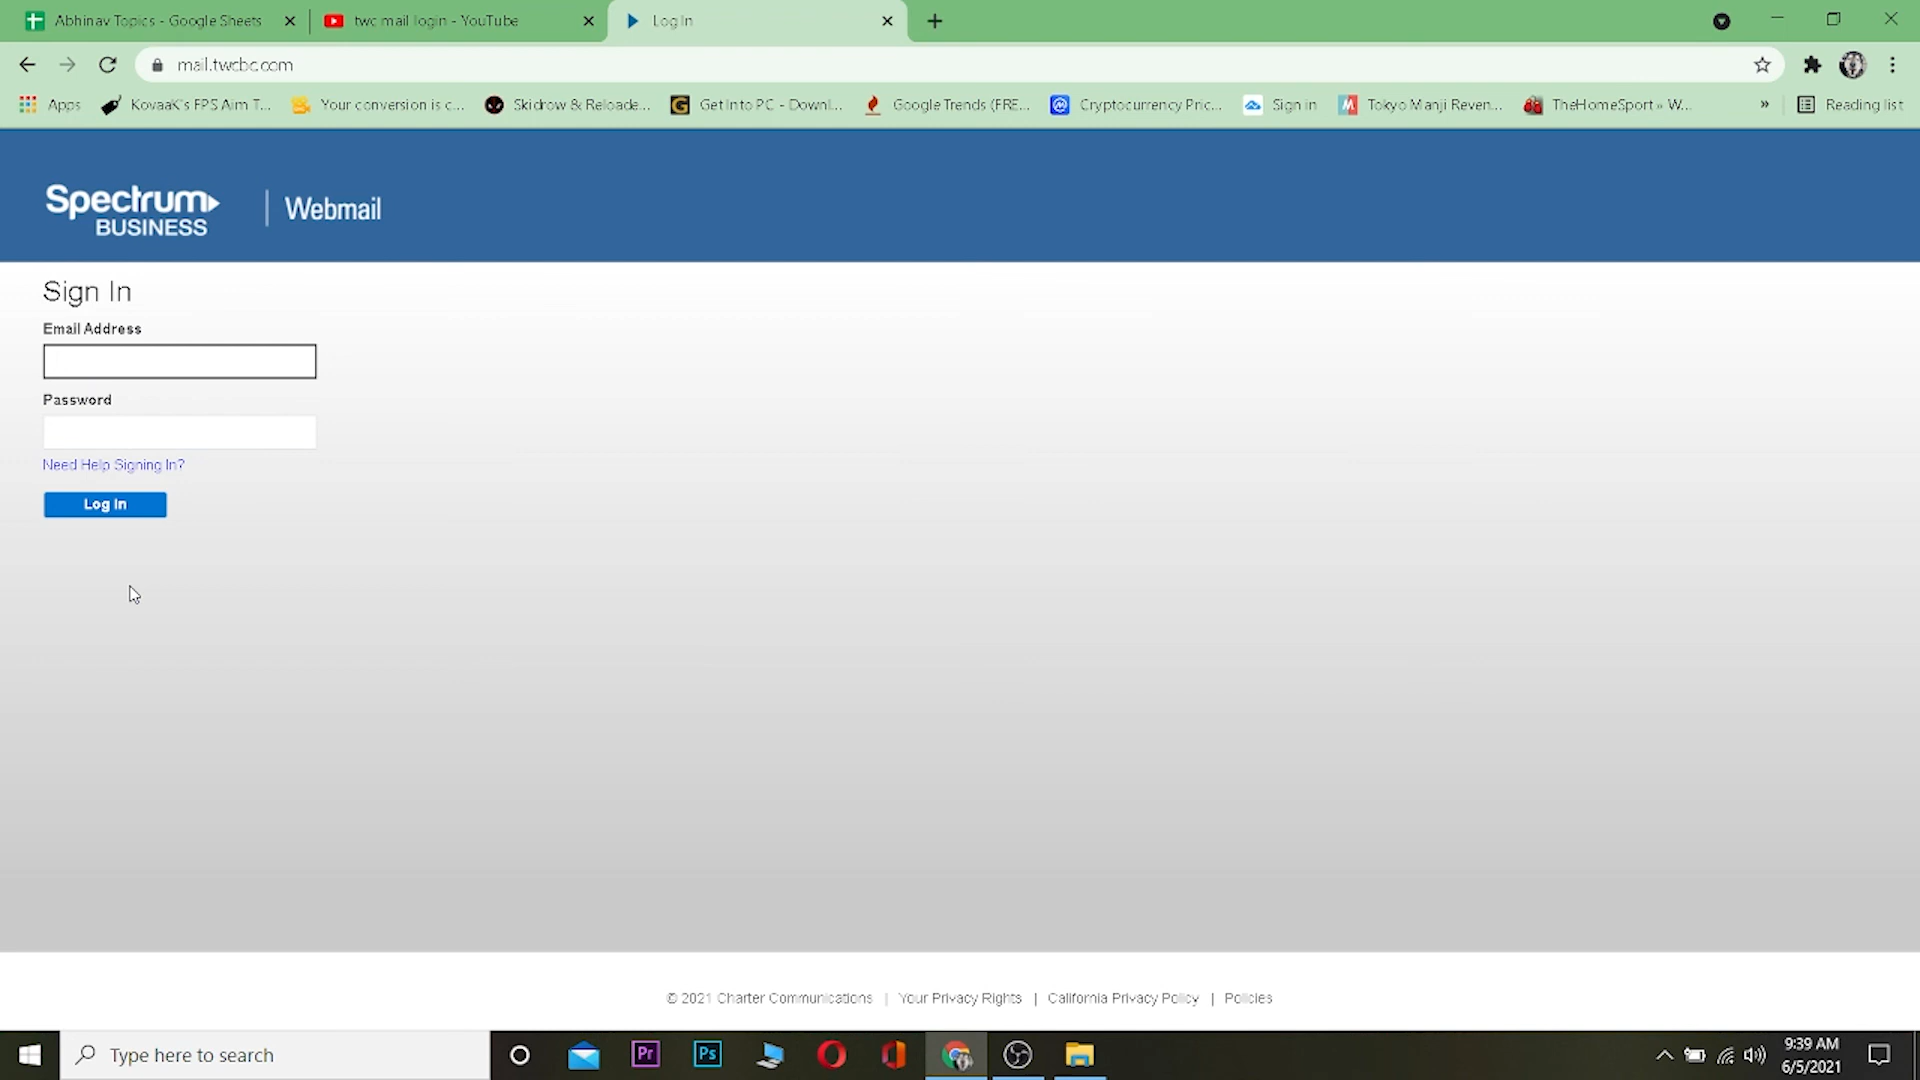 Abhinav Topics - Google Sheets
twc mail login - YouTube
Log In
mail.twcbc.com
Apps
KovaaK's FPS Aim T...
Your conversion is c...
Skidrow & Reloade...
Get Into PC - Downl...
Google Trends (FRE...
Cryptocurrency Pric...
Sign in
Tokyo Manji Reven...
TheHomeSport » W...
»
Reading list
Spectrum
BUSINESS
Webmail
Sign In
Email Address
Password
Need Help Signing In?
Log In
© 2021 Charter Communications | Your Privacy Rights | California Privacy Policy | Policies
Type here to search
Pr
Ps
9:39 AM
6/5/2021